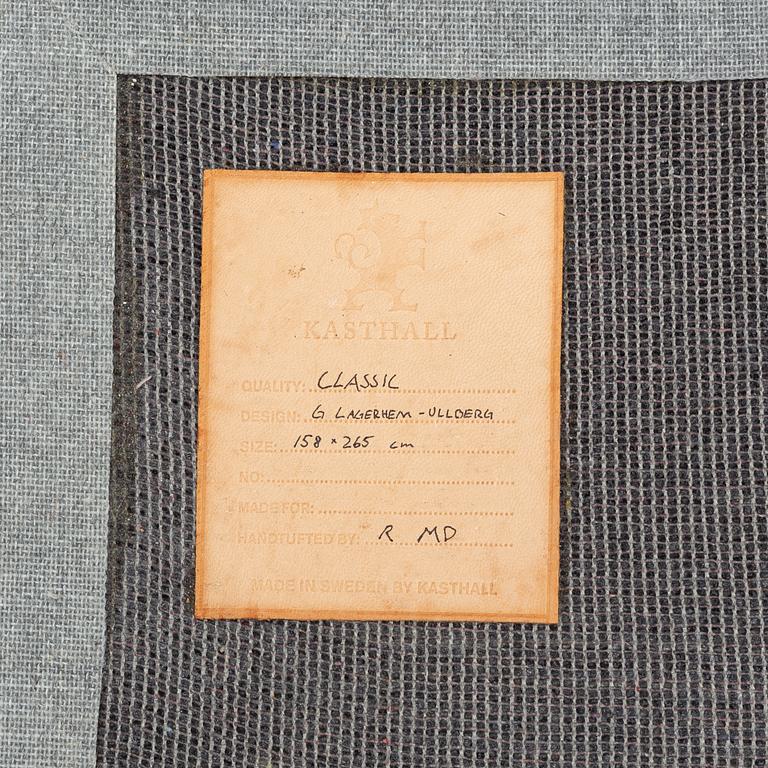 KASTHALL
QUALITY: CLASSIC
DESIGN: G LAGERHEM-ULLBERG
SIZE: 158 × 265 cm
NO:
MADE FOR:
HANDTUFTED BY: R MD
MADE IN SWEDEN BY KASTHALL